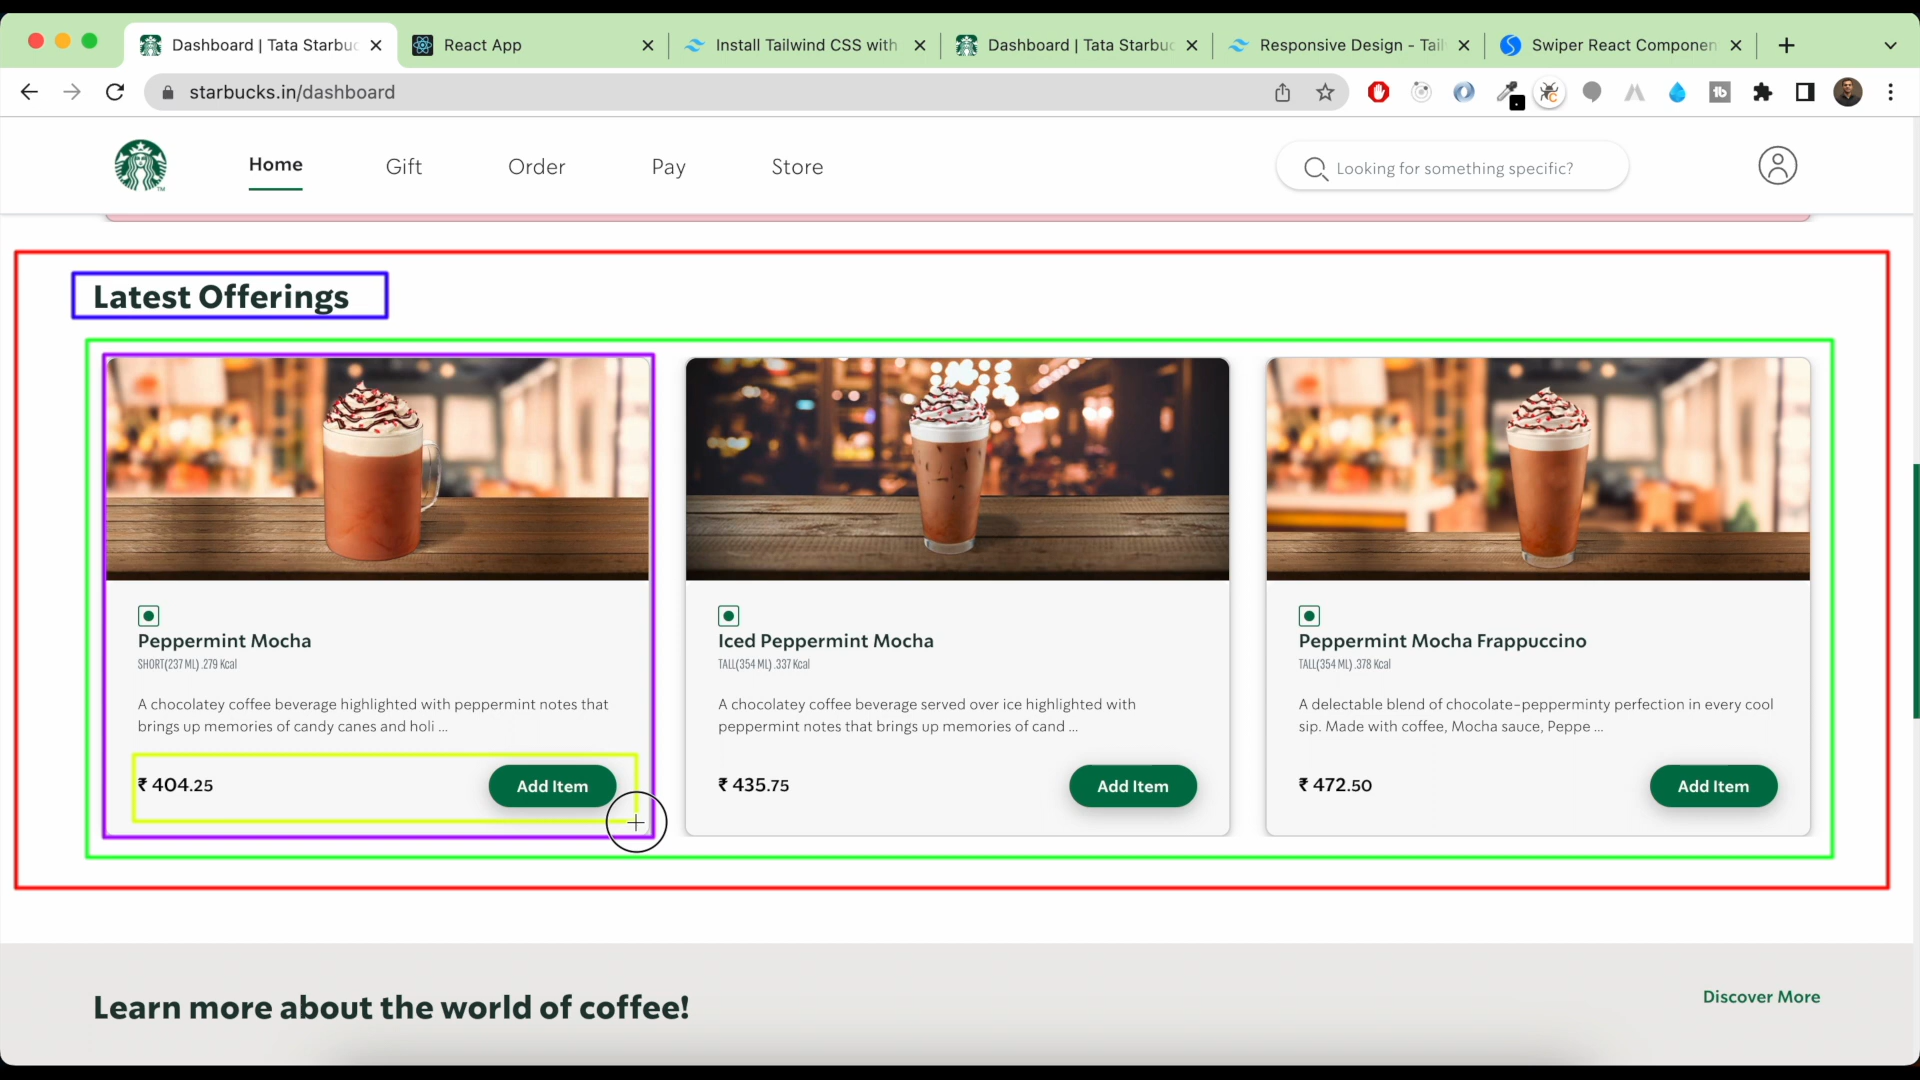 Dashboard | Tata Starbuc
React App
Install Tailwind CSS with
Dashboard | Tata Starbuc
Responsive Design - Tail
Swiper React Componen
starbucks.in/dashboard
Home
Gift
Order
Pay
Store
Looking for something specific?
Latest Offerings
Peppermint Mocha
SHORT(237 ML) .279 Kcal
A chocolatey coffee beverage highlighted with peppermint notes that
brings up memories of candy canes and holi ...
₹ 404.25
Add Item
Iced Peppermint Mocha
TALL(354 ML) .337 Kcal
A chocolatey coffee beverage served over ice highlighted with
peppermint notes that brings up memories of cand ...
₹ 435.75
Add Item
Peppermint Mocha Frappuccino
TALL(354 ML) .378 Kcal
A delectable blend of chocolate-pepperminty perfection in every cool
sip. Made with coffee, Mocha sauce, Peppe ...
₹ 472.50
Add Item
Learn more about the world of coffee!
Discover More